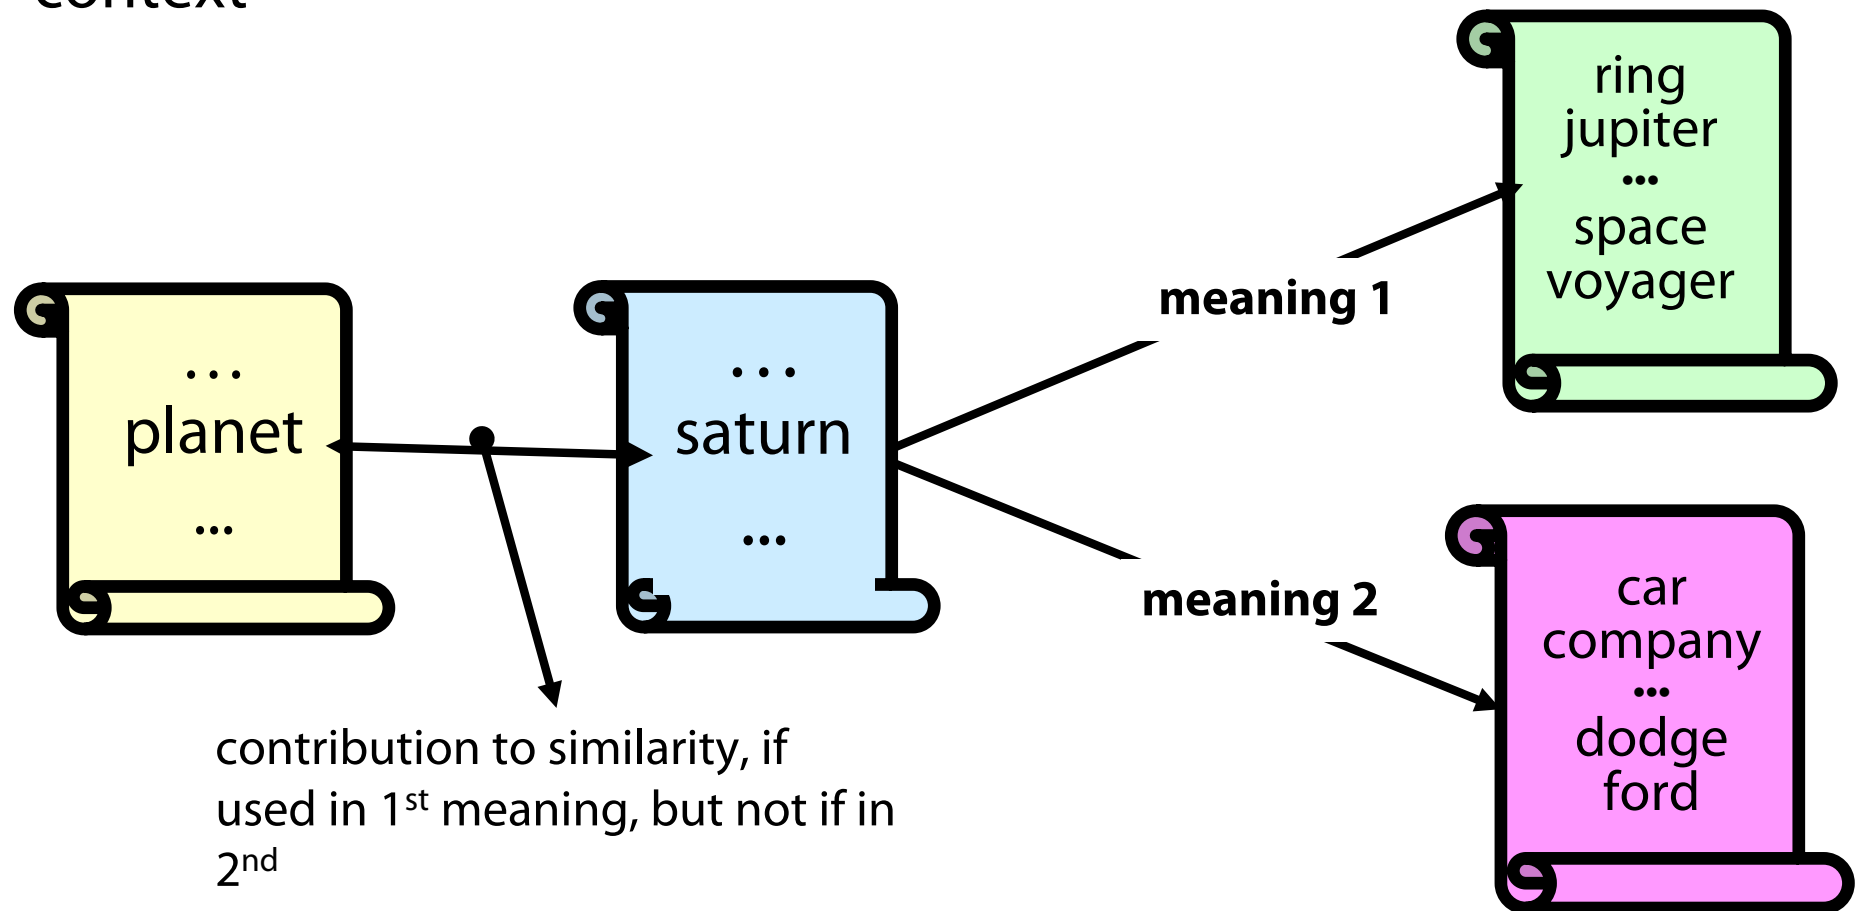 context
ring
jupiter
...
space
voyager
meaning 1
...
planet
...
...
saturn
...
meaning 2
car
company
...
dodge
ford
contribution to similarity, if
used in 1st meaning, but not if in
2nd